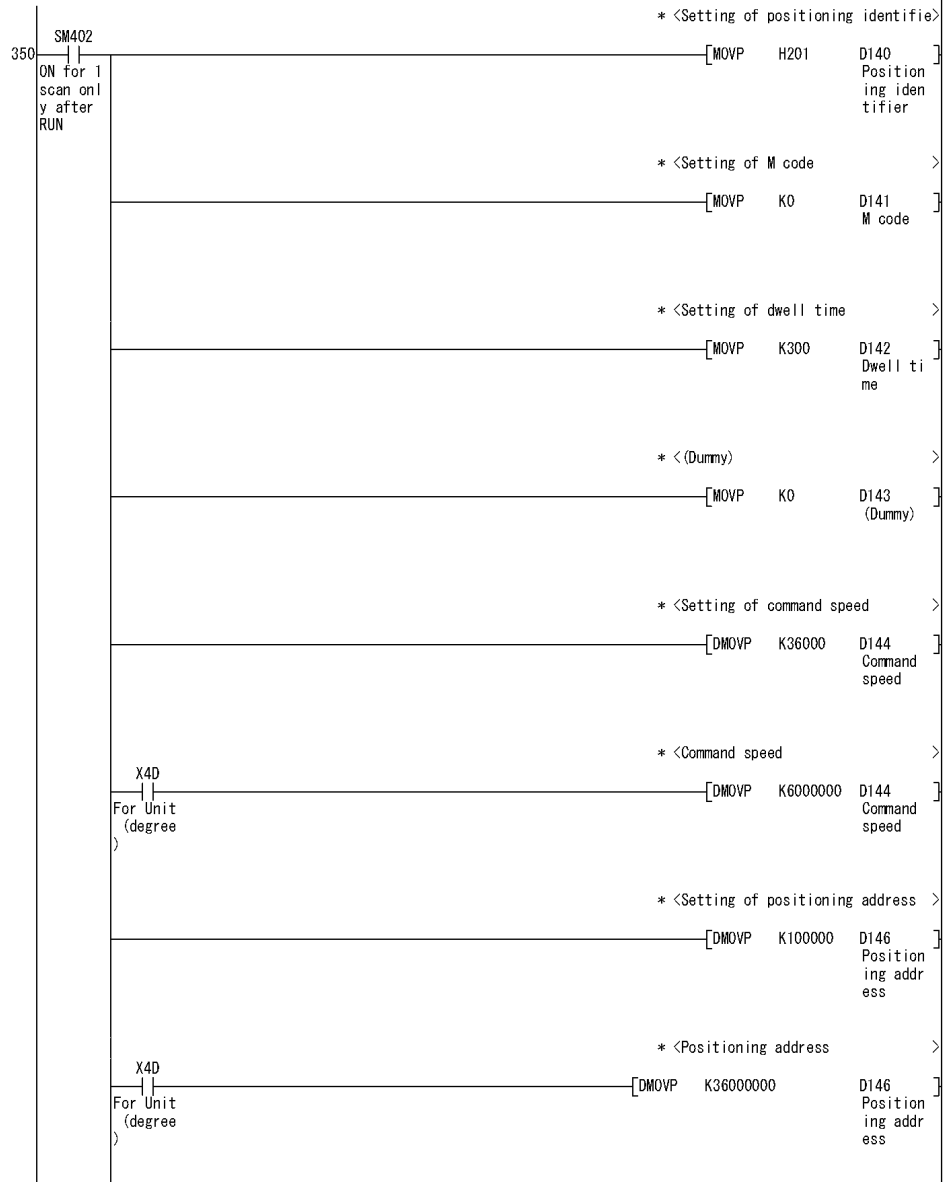 * <Setting of positioning identifie>
SM402
350
[MOVP H201 D140 ]
ON for 1
scan onl
y after
RUN
Position
ing iden
tifier
* <Setting of M code >
[MOVP K0 D141 ]
M code
* <Setting of dwell time >
[MOVP K300 D142 ]
Dwell ti
me
* <(Dummy) >
[MOVP K0 D143 ]
(Dummy)
* <Setting of command speed >
[DMOVP K36000 D144 ]
Command
speed
* <Command speed >
X4D
[DMOVP K6000000 D144 ]
For Unit
(degree
)
Command
speed
* <Setting of positioning address >
[DMOVP K100000 D146 ]
Position
ing addr
ess
* <Positioning address >
X4D
[DMOVP K36000000 D146 ]
For Unit
(degree
)
Position
ing addr
ess